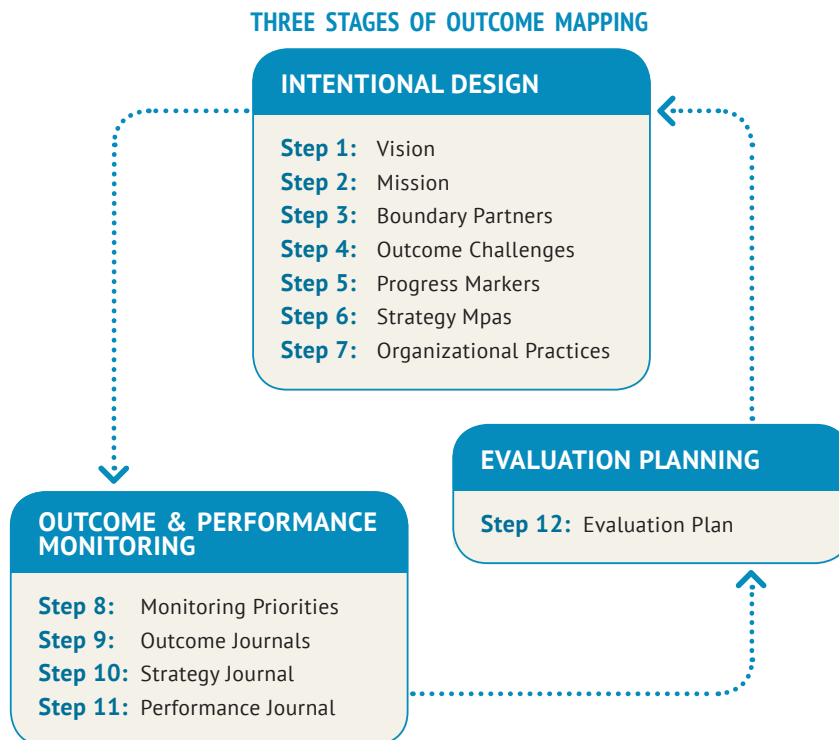 THREE STAGES OF OUTCOME MAPPING
INTENTIONAL DESIGN
Step 1: Vision
Step 2: Mission
Step 3: Boundary Partners
Step 4: Outcome Challenges
Step 5: Progress Markers
Step 6: Strategy Mpas
Step 7: Organizational Practices
OUTCOME & PERFORMANCE
MONITORING
Step 8: Monitoring Priorities
Step 9: Outcome Journals
Step 10: Strategy Journal
Step 11: Performance Journal
EVALUATION PLANNING
Step 12: Evaluation Plan